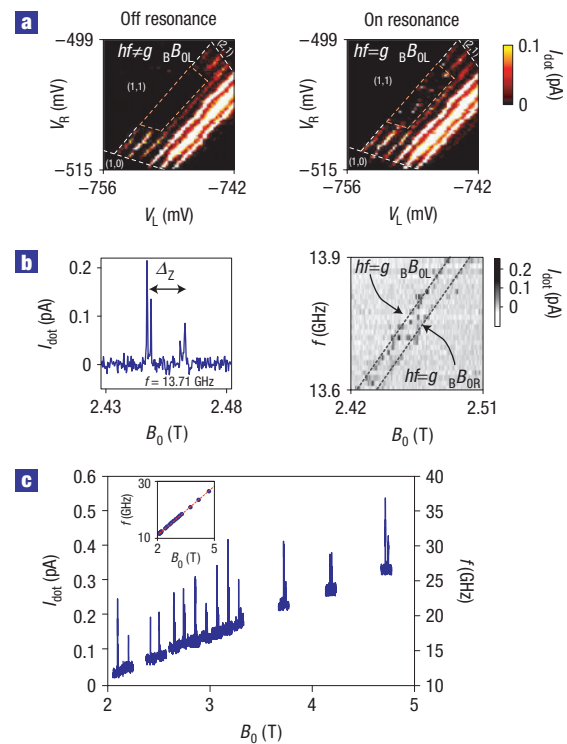 a
Off resonance
On resonance
hf≠g BB0L
hf=g BB0L
−499
−515
VR (mV)
(1,1)
(2,1)
(1,0)
−756
−742
VL (mV)
−499
−515
VR (mV)
(1,1)
(2,1)
(1,0)
−756
−742
VL (mV)
0.1
0
Idot (pA)
b
0.2
0.1
0
Idot (pA)
ΔZ
f = 13.71 GHz
2.43
2.48
B0 (T)
13.9
13.6
f (GHz)
hf=g BB0L
hf=g BB0R
2.42
2.51
B0 (T)
0.2
0.1
0
Idot (pA)
c
0.6
0.5
0.4
0.3
0.2
0.1
0
Idot (pA)
30
10
f (GHz)
2
5
B0 (T)
40
35
30
25
20
15
10
f (GHz)
2
3
4
5
B0 (T)